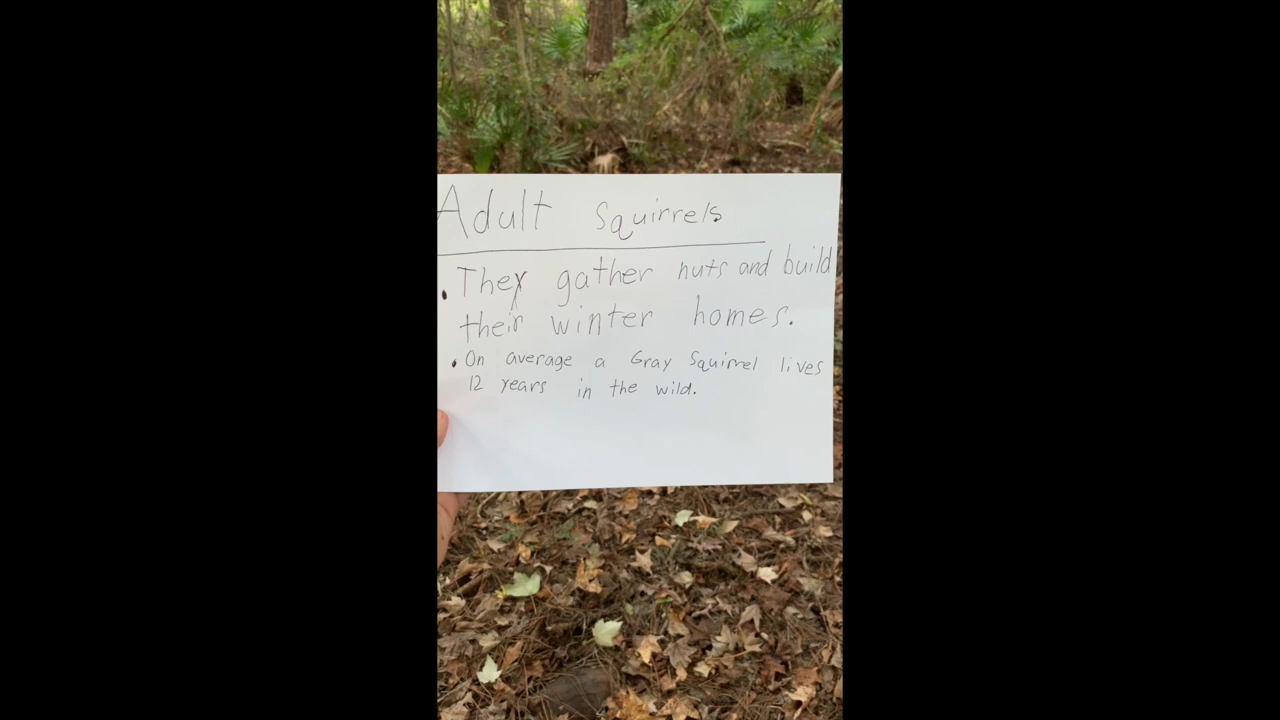 Adult Squirrels
• They gather nuts and build
their winter homes.
• On average a Gray Squirrel lives
12 years in the wild.